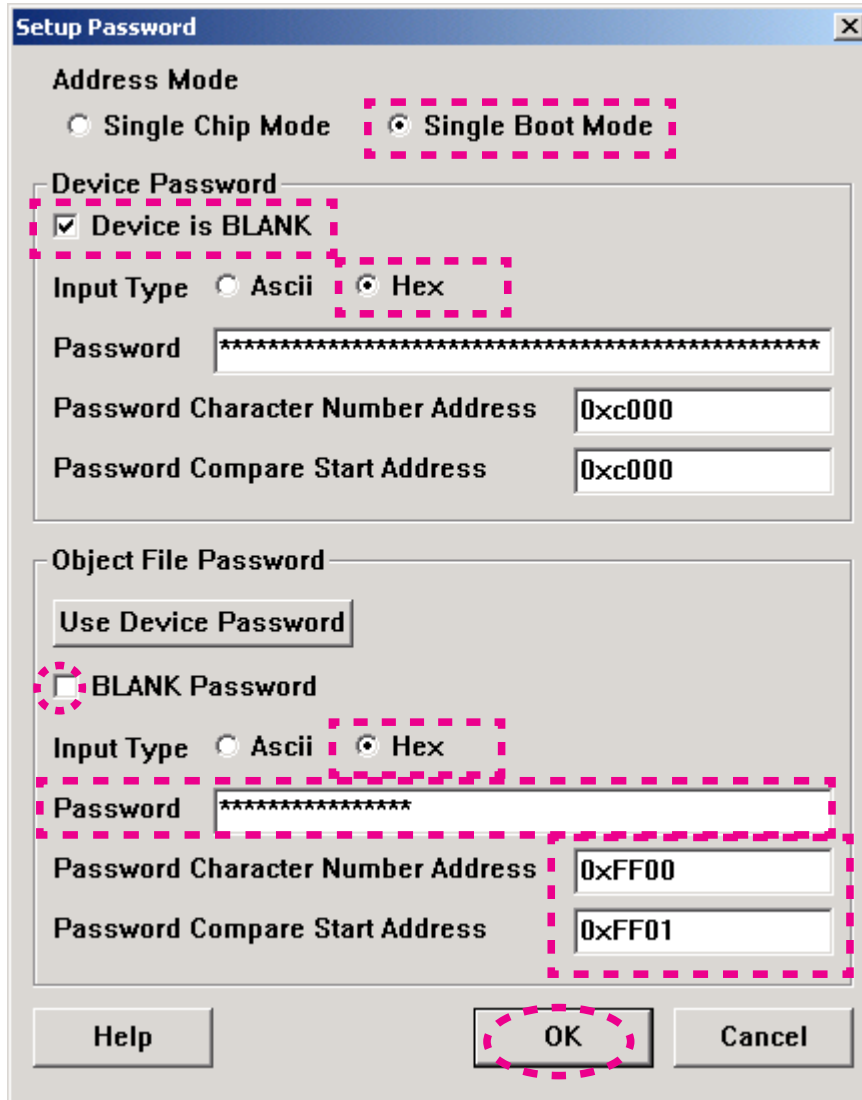 Setup Password
Address Mode
Single Chip Mode Single Boot Mode
Device Password
Device is BLANK
Input Type Ascii Hex
Password **************************************************
Password Character Number Address 0xc000
Password Compare Start Address 0xc000
Object File Password
Use Device Password
BLANK Password
Input Type Ascii Hex
Password ****************
Password Character Number Address 0xFF00
Password Compare Start Address 0xFF01
Help OK Cancel